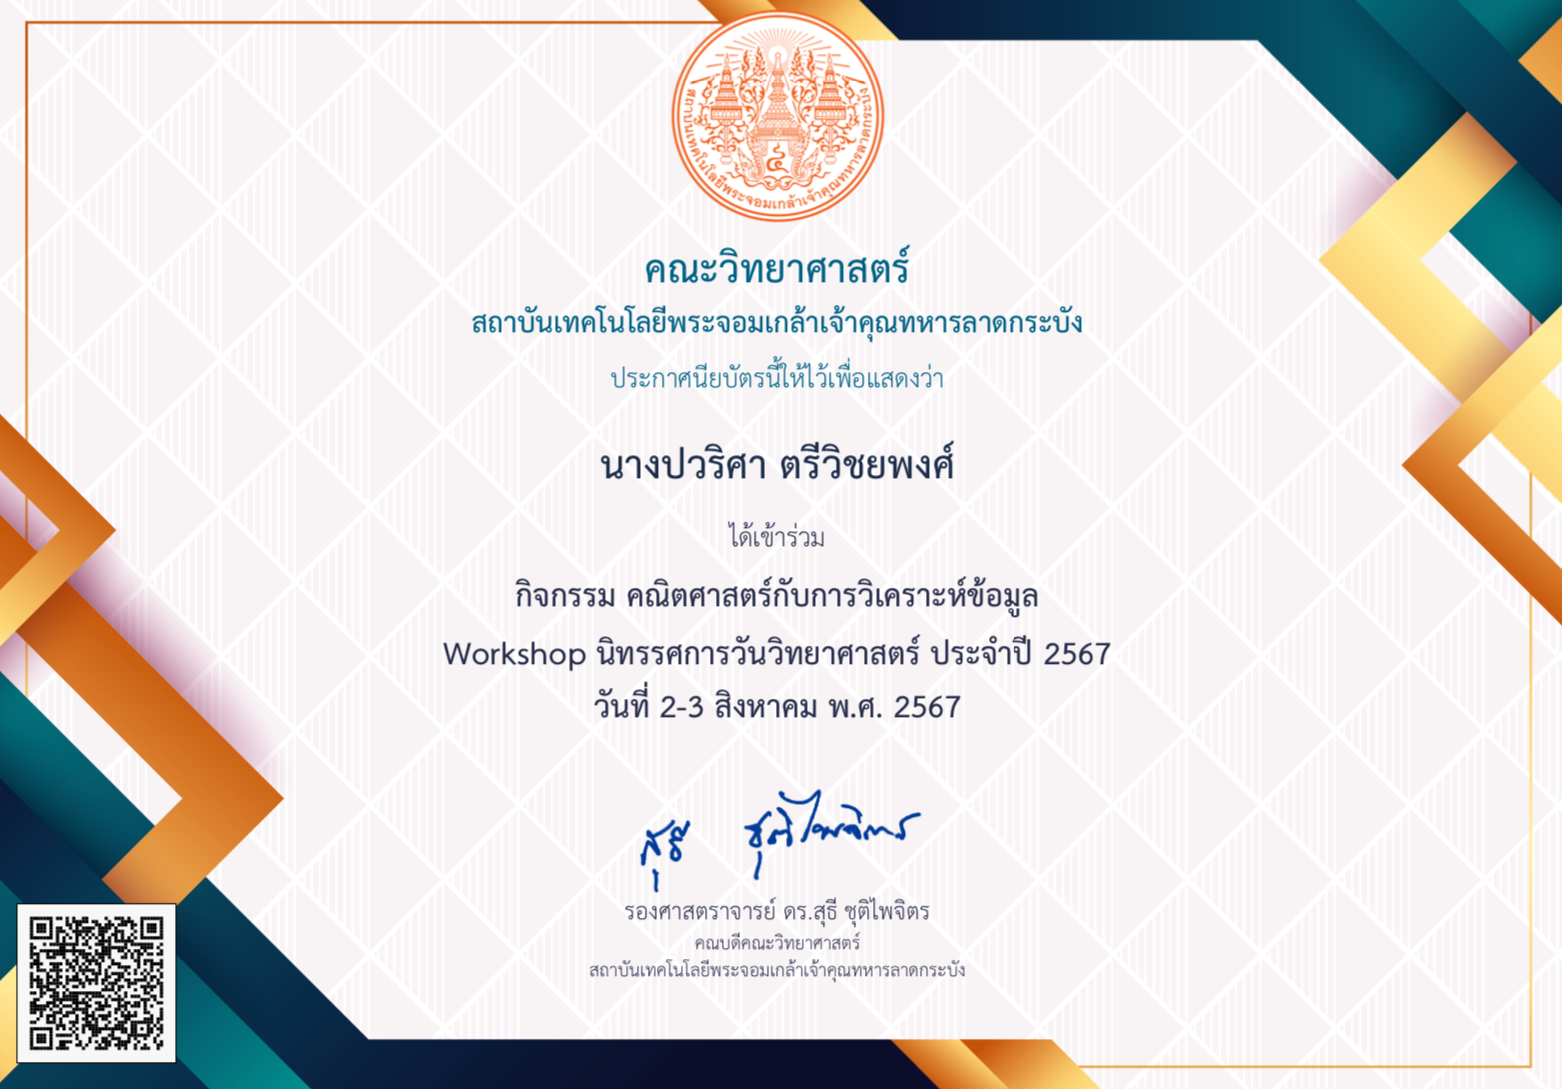 สถาบันเทคโนโลยีพระจอมเกล้าเจ้าคุณทหารลาดกระบัง
คณะวิทยาศาสตร์
สถาบันเทคโนโลยีพระจอมเกล้าเจ้าคุณทหารลาดกระบัง
ประกาศนียบัตรนี้ให้ไว้เพื่อแสดงว่า
นางปวริศา ตรีวิชยพงศ์
ได้เข้าร่วม
กิจกรรม คณิตศาสตร์กับการวิเคราะห์ข้อมูล
Workshop นิทรรศการวันวิทยาศาสตร์ ประจำปี 2567
วันที่ 2-3 สิงหาคม พ.ศ. 2567
สุธี ชุติไพจิตร
รองศาสตราจารย์ ดร.สุธี ชุติไพจิตร
คณบดีคณะวิทยาศาสตร์
สถาบันเทคโนโลยีพระจอมเกล้าเจ้าคุณทหารลาดกระบัง